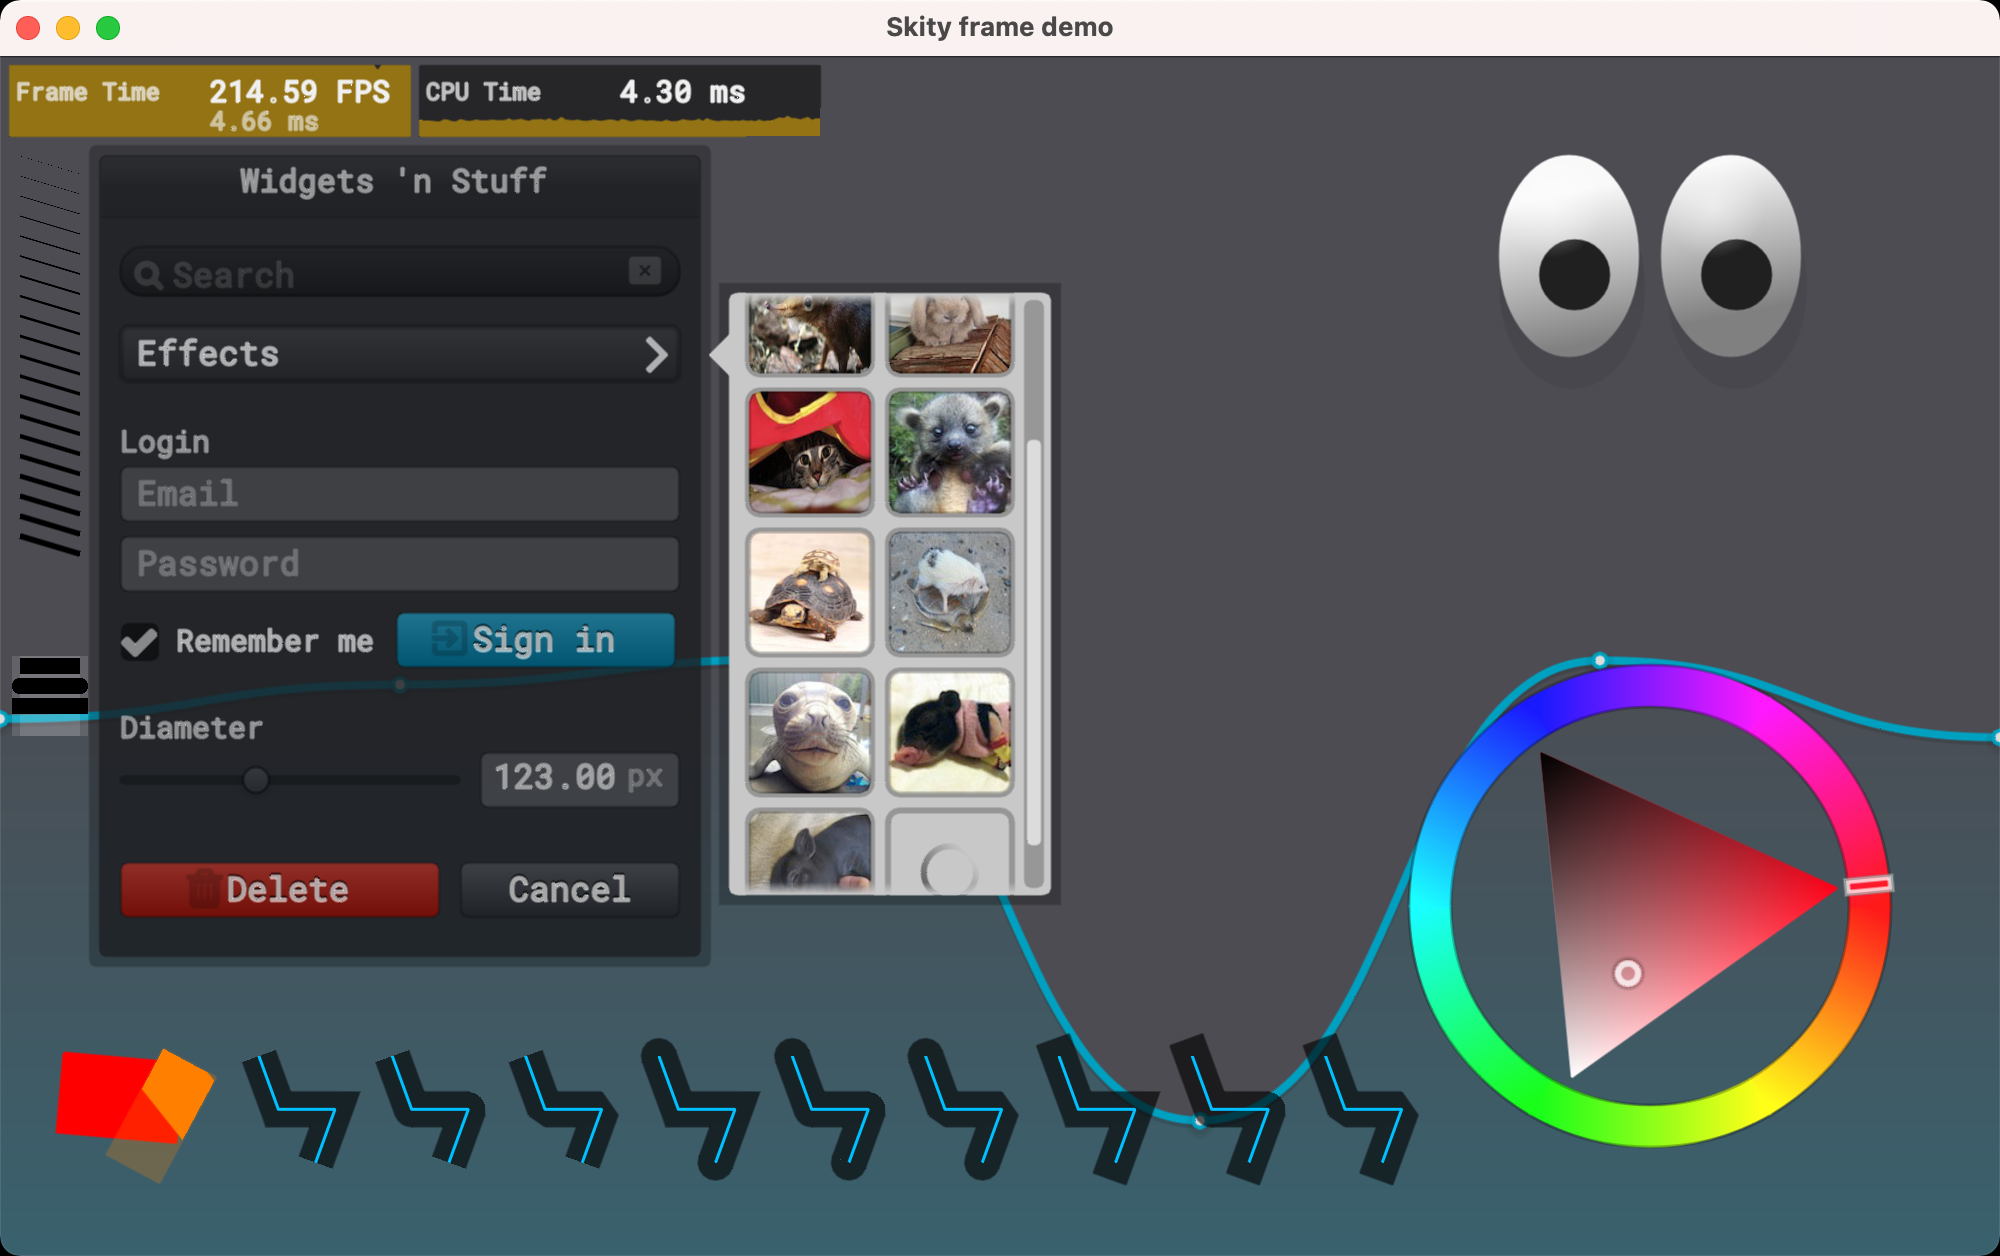 Skity frame demo
Frame Time 214.59 FPS
4.66 ms
CPU Time 4.30 ms
Widgets 'n Stuff
Search
Effects
Login
Email
Password
Remember me
Sign in
Diameter
123.00 px
Delete
Cancel